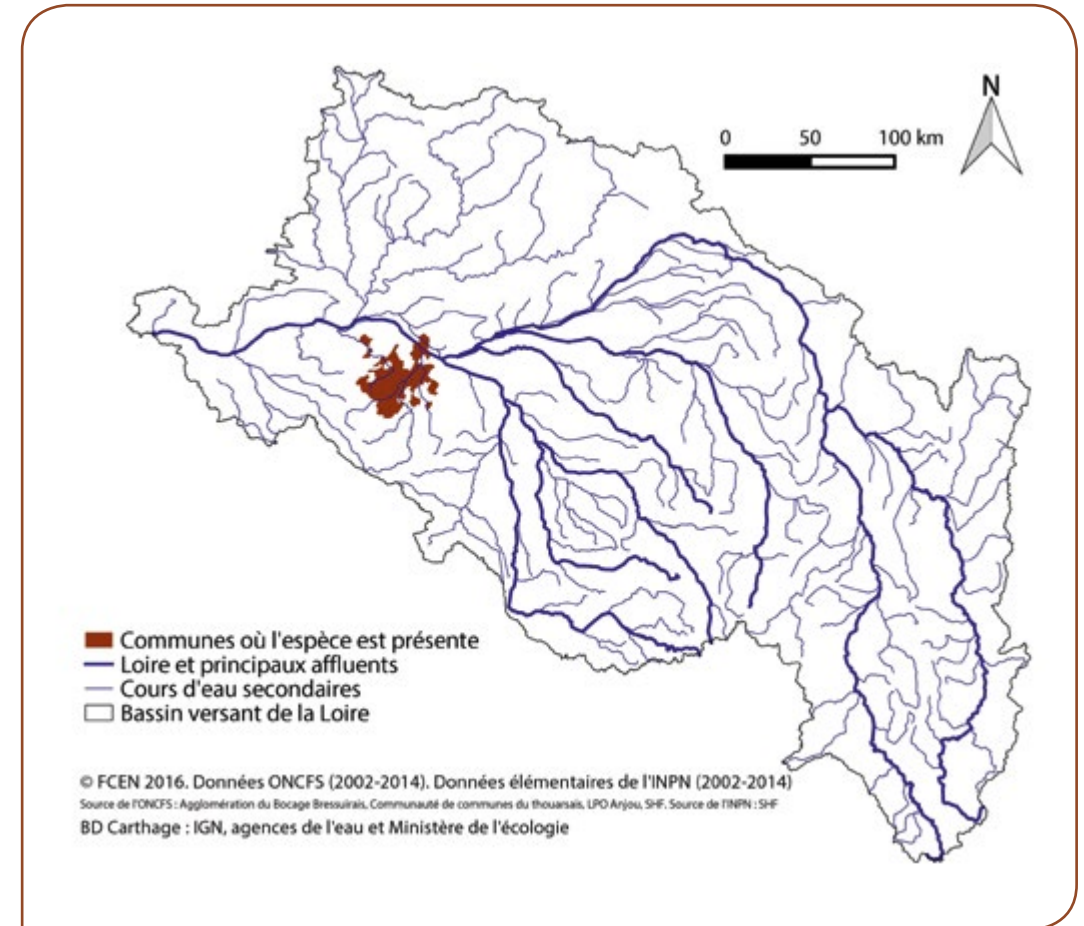 N
0 50 100 km
Communes où l'espèce est présente
Loire et principaux affluents
Cours d'eau secondaires
Bassin versant de la Loire
© FCEN 2016. Données ONCFS (2002-2014). Données élémentaires de l'INPN (2002-2014)
Source de l'ONCFS : Agglomération du Bocage Bressuirais, Communauté de communes du thouarsais, LPO Anjou, SHF. Source de l'INPN : SHF
BD Carthage : IGN, agences de l'eau et Ministère de l'écologie